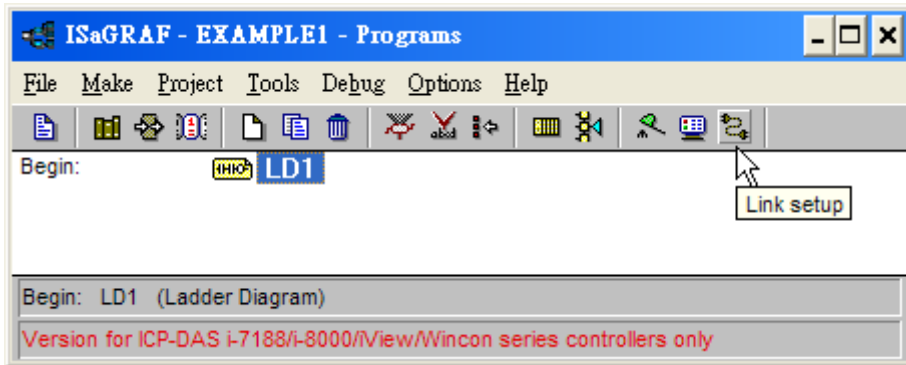 ISaGRAF - EXAMPLE1 - Programs
File Make Project Tools Debug Options Help
Begin: LD1
Link setup
Begin: LD1 (Ladder Diagram)
Version for ICP-DAS i-7188/i-8000/iView/Wincon series controllers only